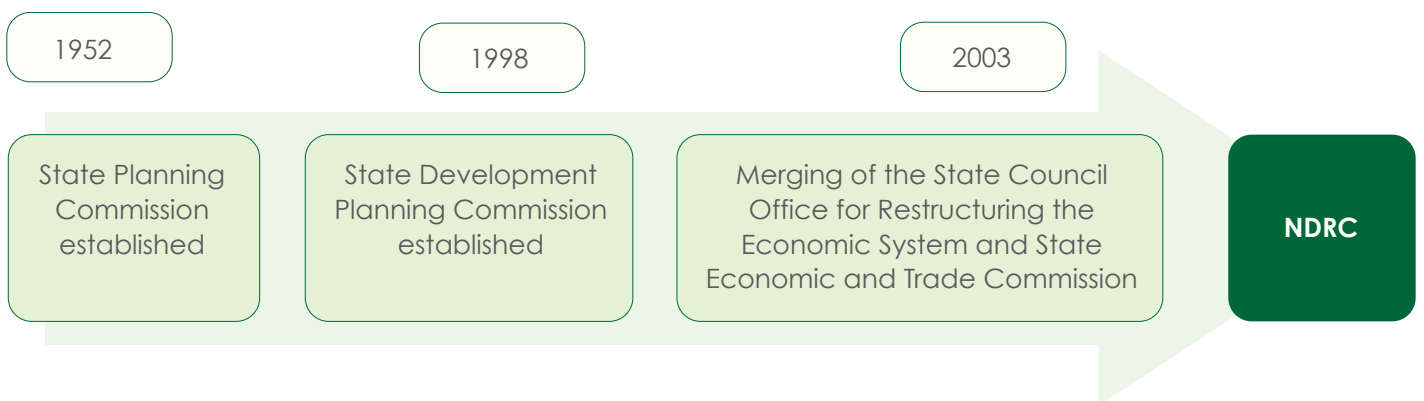 1952
1998
2003
State Planning
Commission
established
State Development
Planning Commission
established
Merging of the State Council
Office for Restructuring the
Economic System and State
Economic and Trade Commission
NDRC